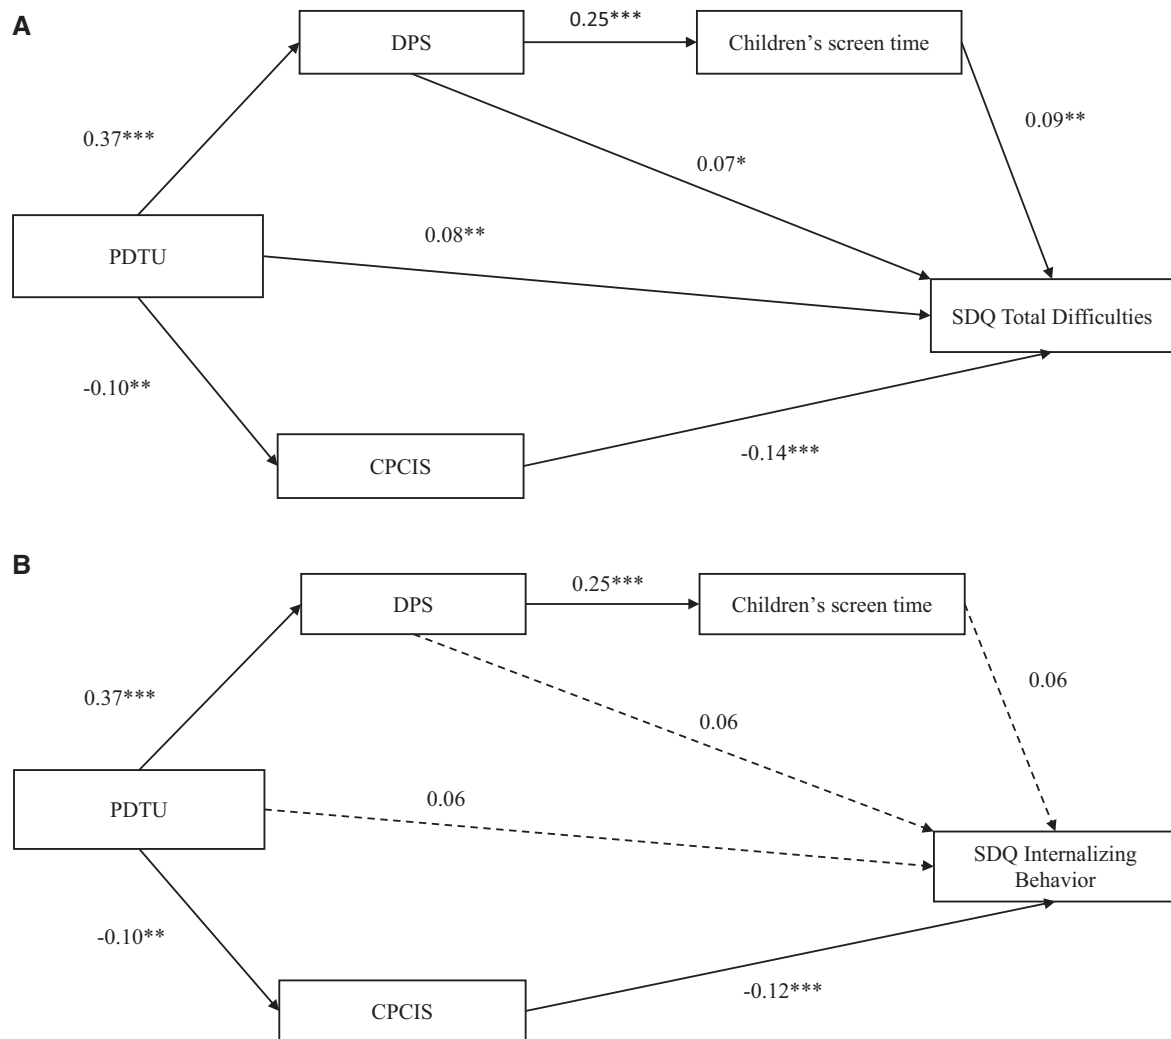 A
DPS
0.25***
Children's screen time
0.37***
0.09**
0.07*
PDTU
0.08**
SDQ Total Difficulties
-0.10**
CPCIS
-0.14***
B
DPS
0.25***
Children's screen time
0.37***
0.06
0.06
PDTU
0.06
SDQ Internalizing
Behavior
-0.10**
CPCIS
-0.12***